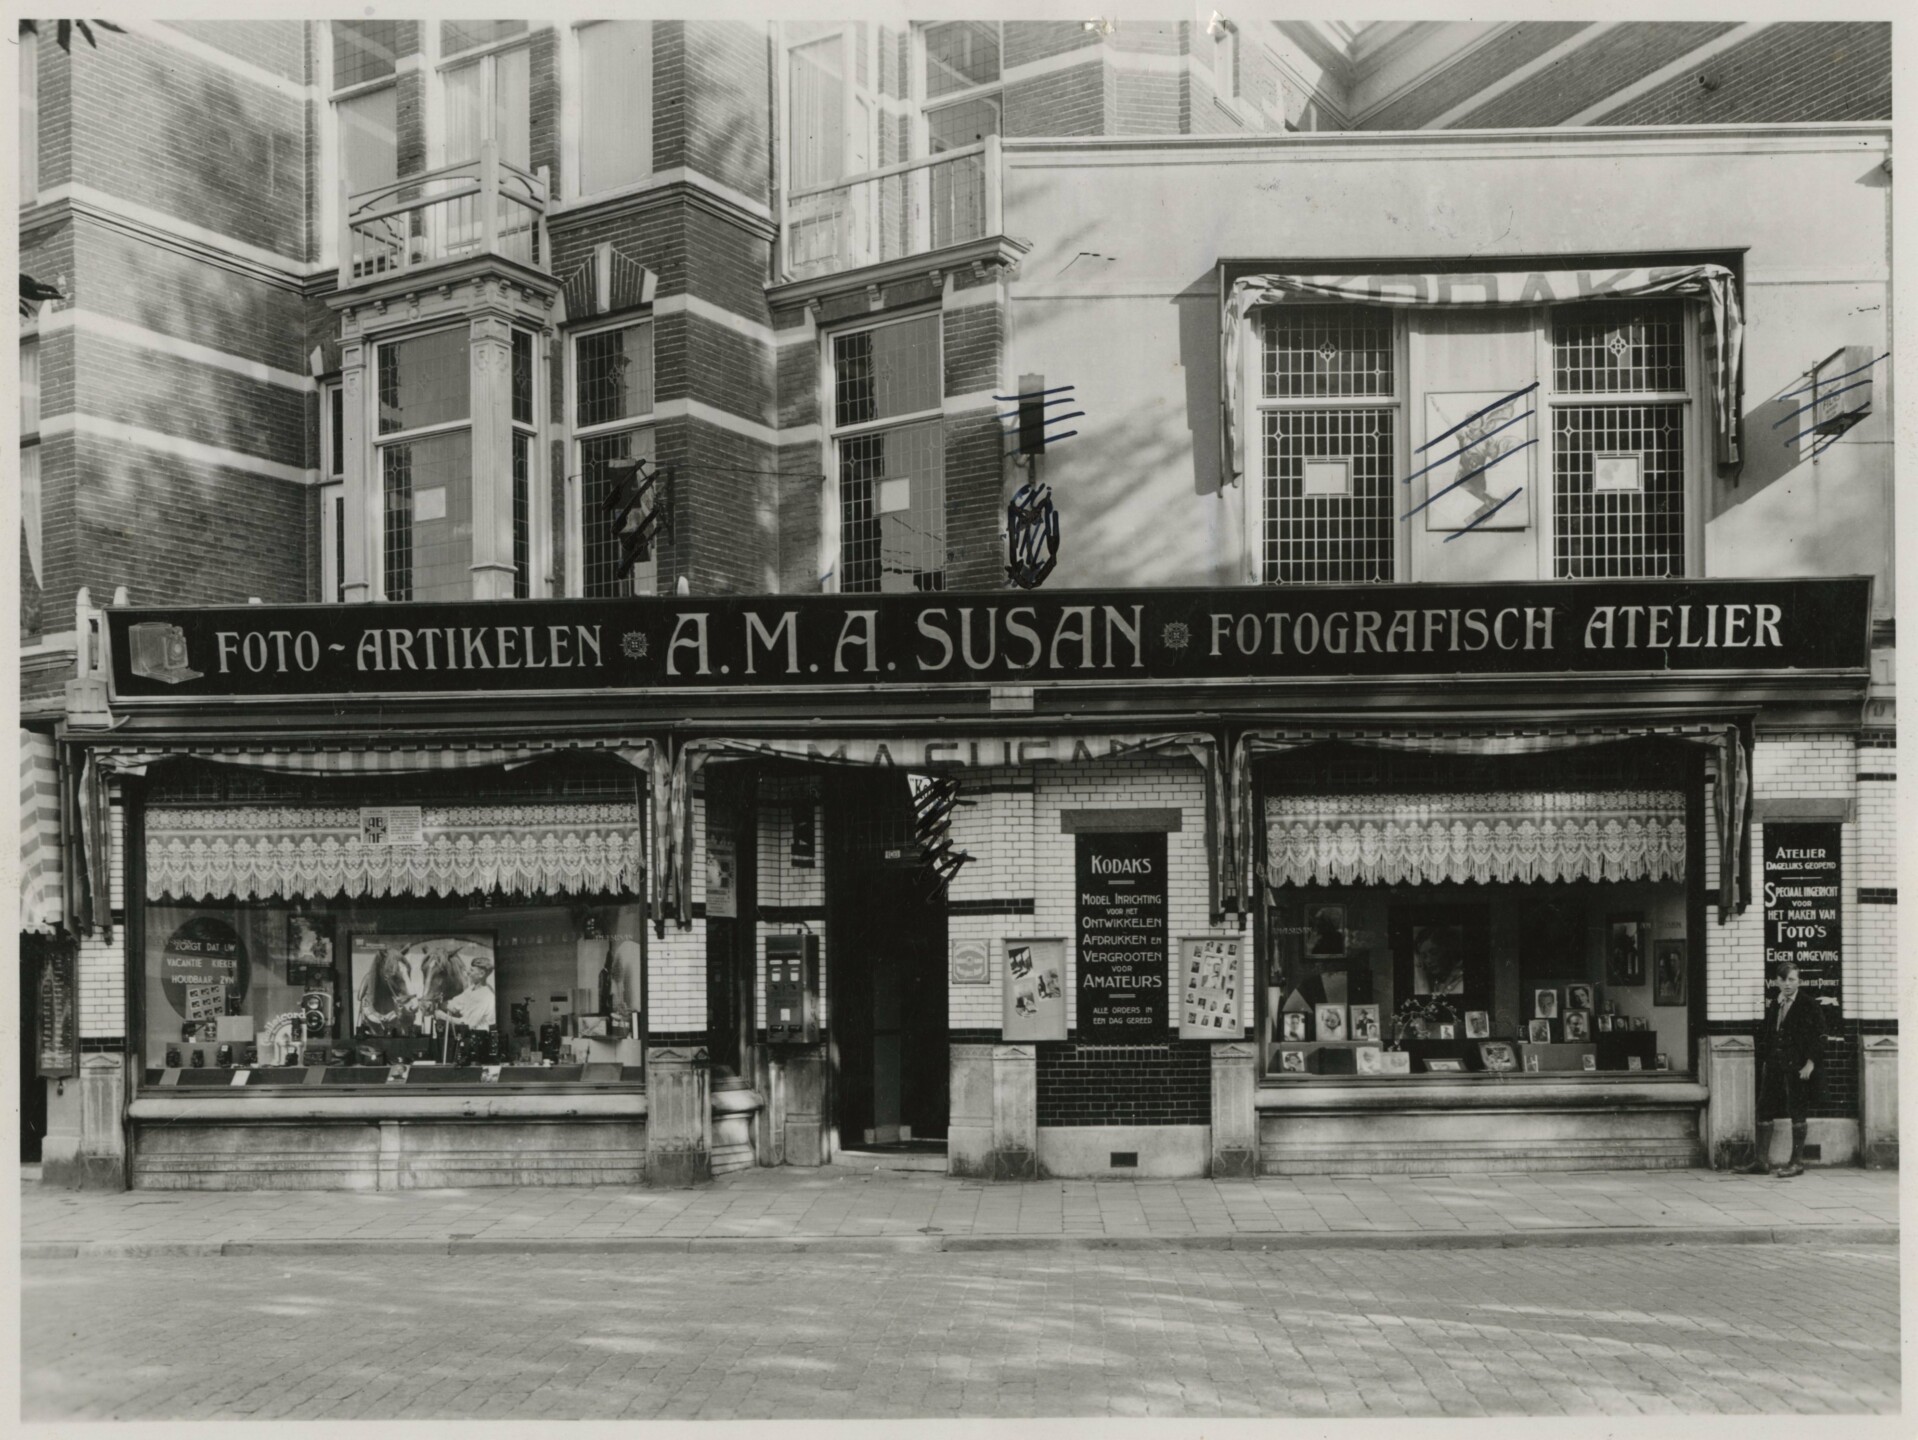 KODAK
FOTO-ARTIKELEN A.M.A. SUSAN FOTOGRAFISCH ATELIER
A.M.A. SUSAN
ZORGT DAT UW
VACANTIE KIEKEN
HOUDBAAR ZYN
KODAKS
MODEL INRICHTING
VOOR HET
ONTWIKKELEN
AFDRUKKEN EN
VERGROOTEN
VOOR
AMATEURS
ALLE ORDERS IN
EEN DAG GEREED
ATELIER
DAGELIJKS GEOPEND
SPECIAAL INGERICHT
VOOR
HET MAKEN VAN
FOTO'S
IN
EIGEN OMGEVING